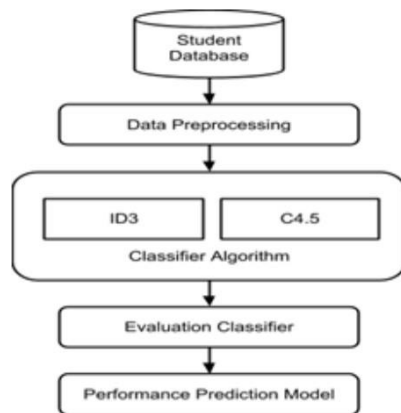 Student
Database
Data Preprocessing
ID3
C4.5
Classifier Algorithm
Evaluation Classifier
Performance Prediction Model